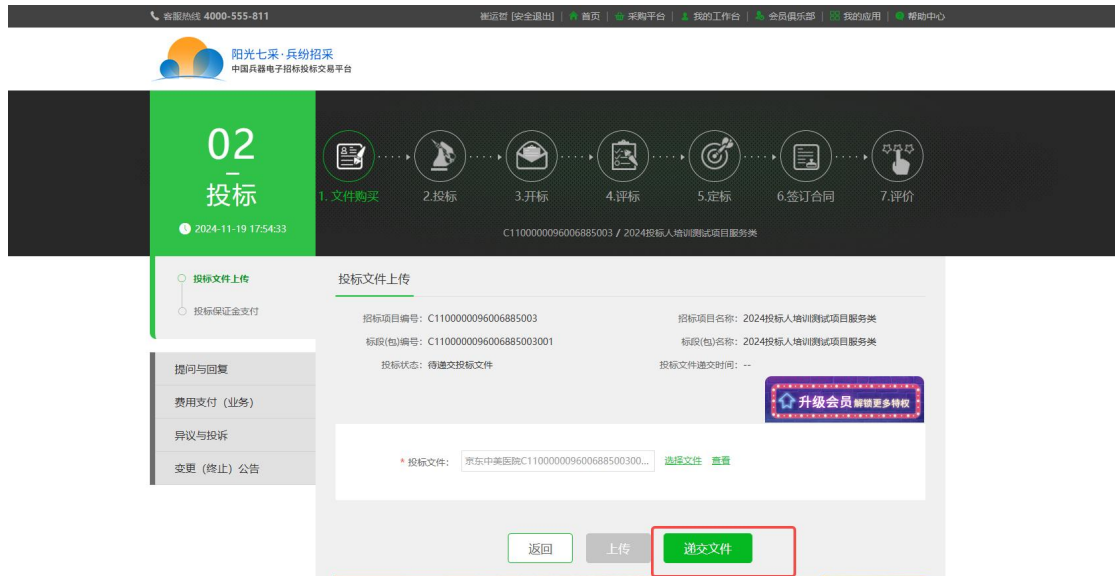 客服热线 4000-555-811
崔运哲 [安全退出] | 首页 | 采购平台 | 我的工作台 | 会员俱乐部 | 我的应用 | 帮助中心
阳光七采·兵纷招采
中国兵器电子招标投标交易平台
02
投标
2024-11-19 17:54:33
1. 文件购买 2.投标 3.开标 4.评标 5.定标 6.签订合同 7.评价
C1100000096006885003 / 2024投标人培训测试项目服务类
投标文件上传
投标保证金支付
提问与回复
费用支付（业务）
异议与投诉
变更（终止）公告
投标文件上传
招标项目编号：C1100000096006885003 招标项目名称：2024投标人培训测试项目服务类
标段(包)编号：C1100000096006885003001 标段(包)名称：2024投标人培训测试项目服务类
投标状态：待递交投标文件 投标文件递交时间：--
升级会员 解锁更多特权
* 投标文件： 京东中美医院C110000009600688500300... 选择文件 查看
返回 上传 递交文件